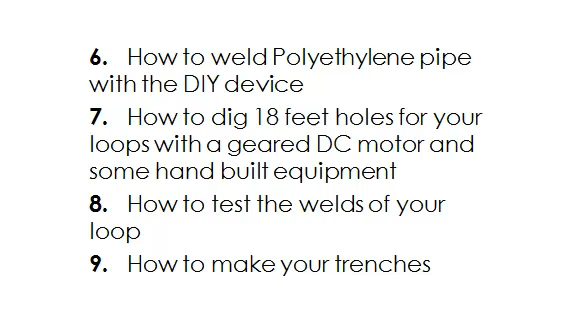 6. How to weld Polyethylene pipe
with the DIY device
7. How to dig 18 feet holes for your
loops with a geared DC motor and
some hand built equipment
8. How to test the welds of your
loop
9. How to make your trenches